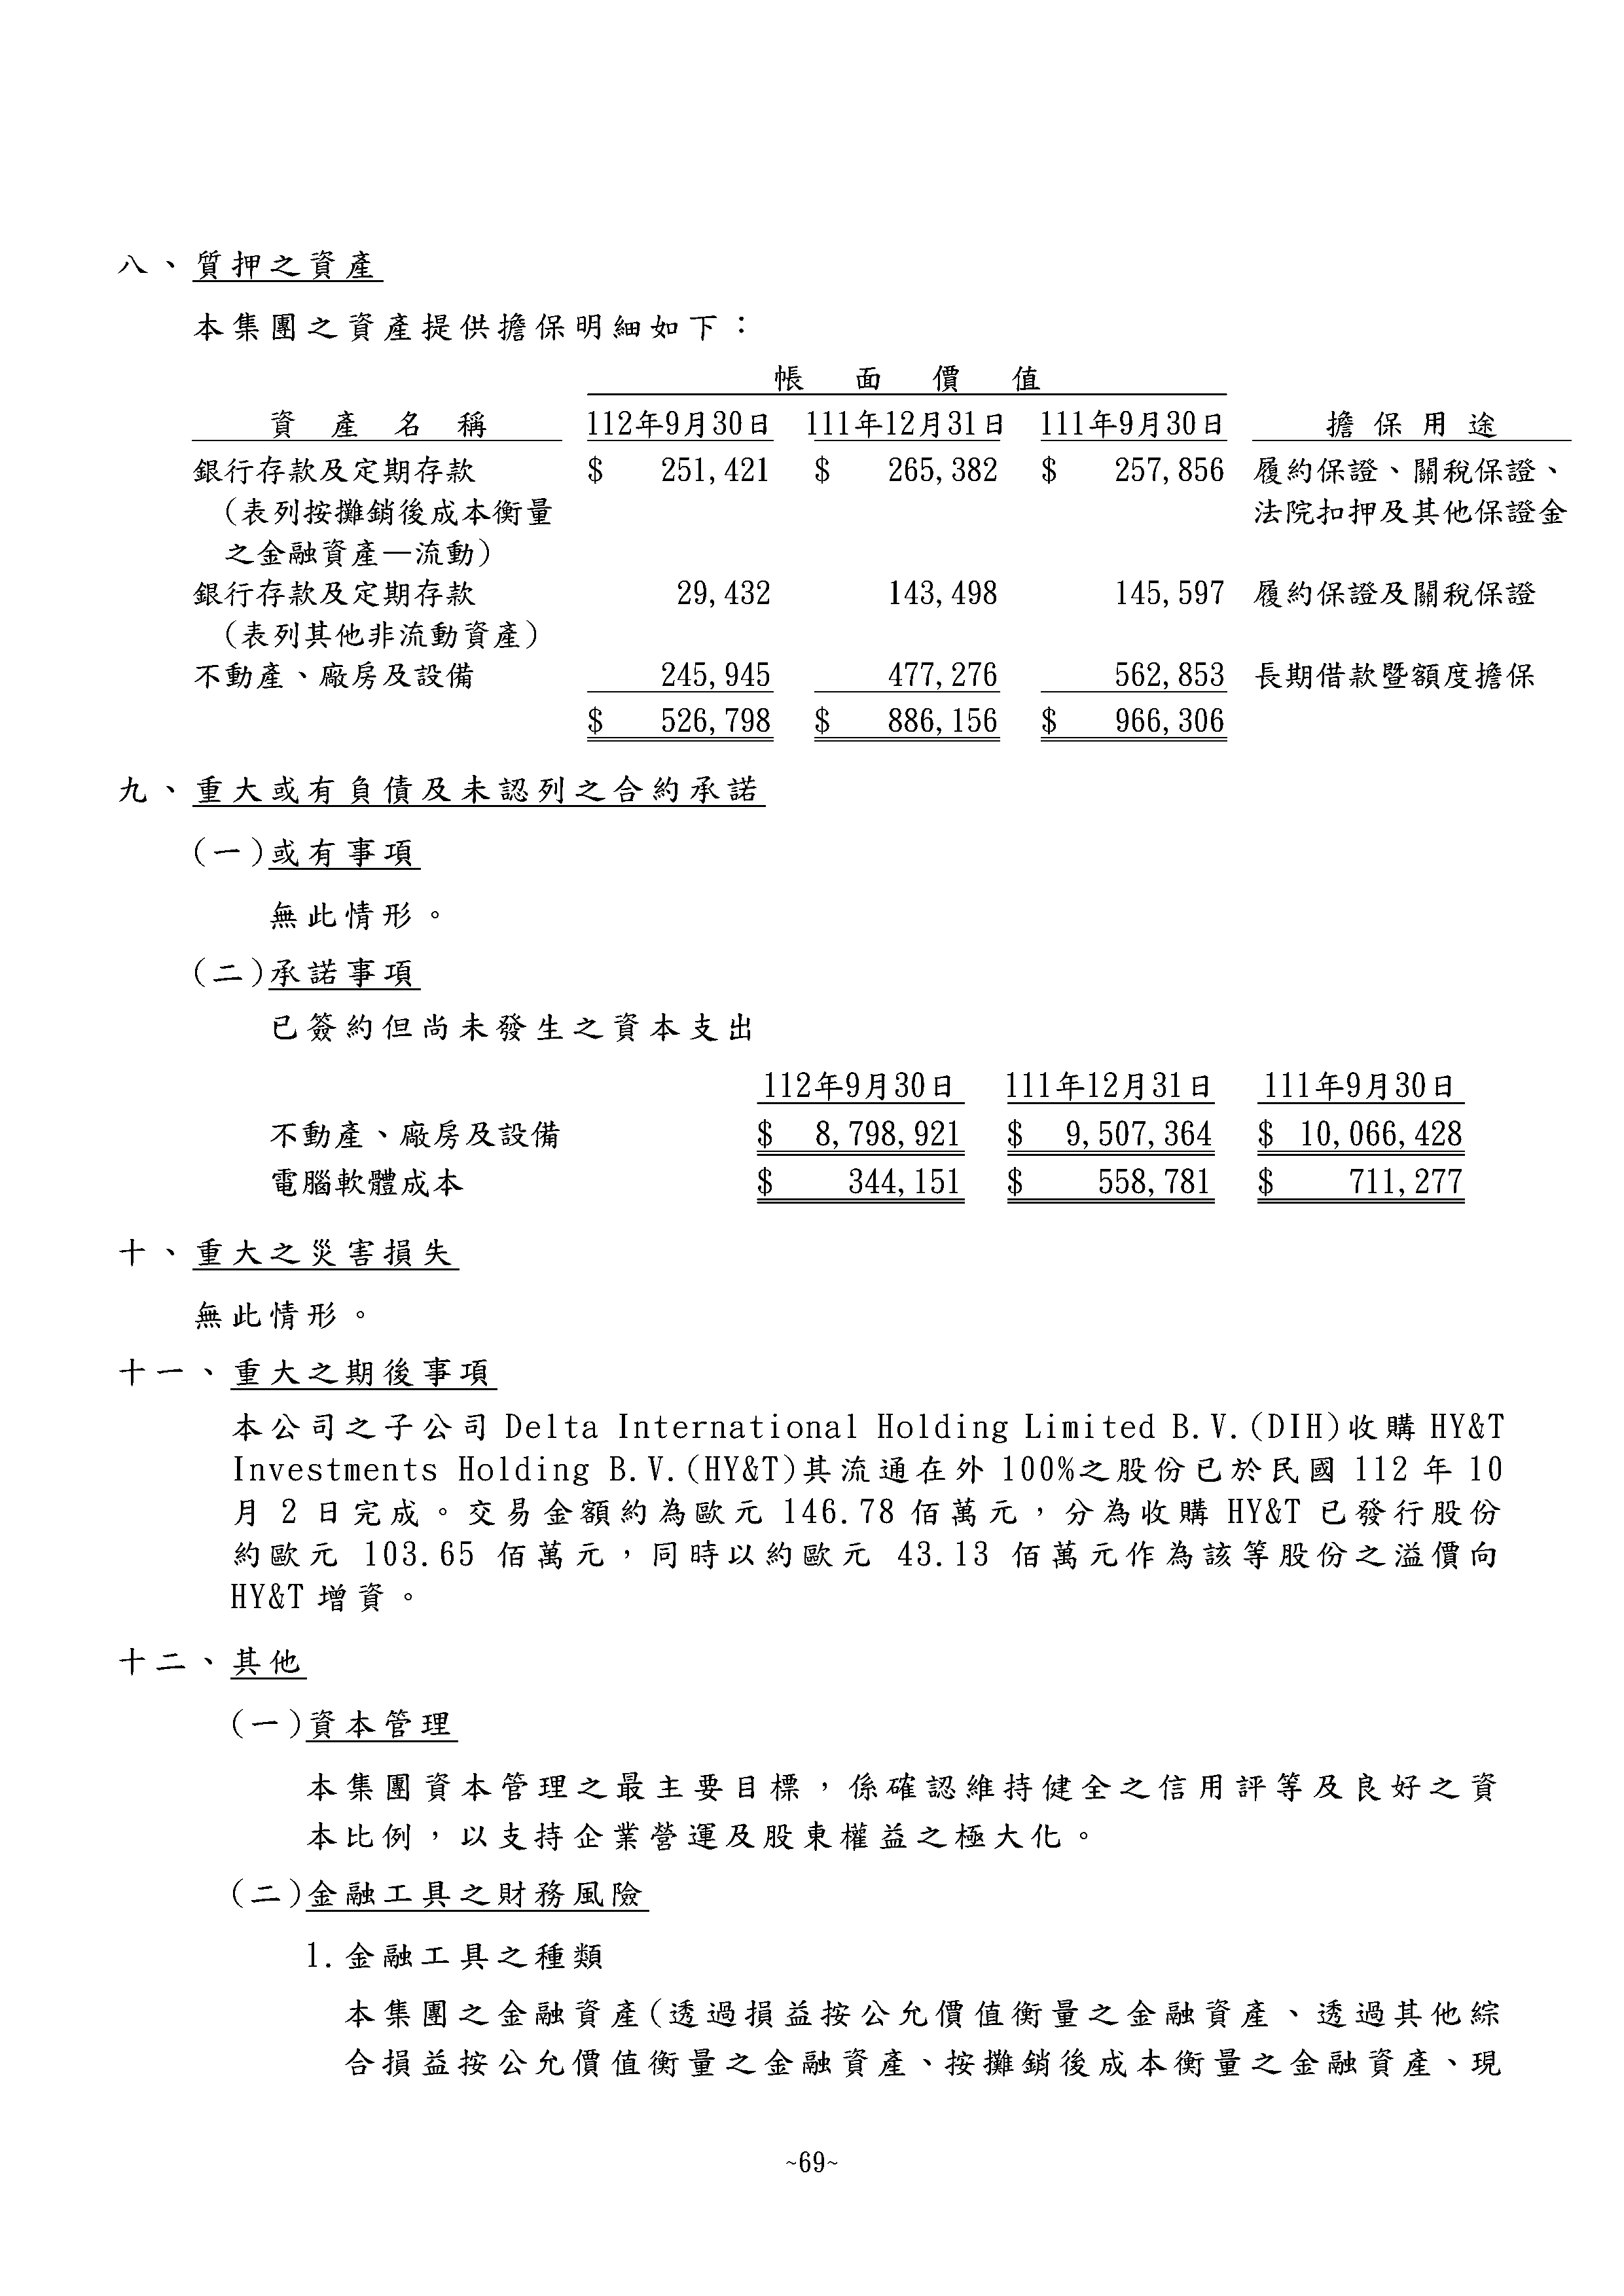 八、質押之資產
本集團之資產提供擔保明細如下：
帳面價值
資產名稱 112年9月30日 111年12月31日 111年9月30日 擔保用途
銀行存款及定期存款 $ 251,421 $ 265,382 $ 257,856 履約保證、關稅保證、
(表列按攤銷後成本衡量 法院扣押及其他保證金
之金融資產—流動)
銀行存款及定期存款 29,432 143,498 145,597 履約保證及關稅保證
(表列其他非流動資產)
不動產、廠房及設備 245,945 477,276 562,853 長期借款暨額度擔保
$ 526,798 $ 886,156 $ 966,306
九、重大或有負債及未認列之合約承諾
(一)或有事項
無此情形。
(二)承諾事項
已簽約但尚未發生之資本支出
112年9月30日 111年12月31日 111年9月30日
不動產、廠房及設備 $ 8,798,921 $ 9,507,364 $ 10,066,428
電腦軟體成本 $ 344,151 $ 558,781 $ 711,277
十、重大之災害損失
無此情形。
十一、重大之期後事項
本公司之子公司 Delta International Holding Limited B.V.(DIH)收購 HY&T
Investments Holding B.V.(HY&T)其流通在外 100%之股份已於民國 112 年 10
月 2 日完成。交易金額約為歐元 146.78 佰萬元，分為收購 HY&T 已發行股份
約歐元 103.65 佰萬元，同時以約歐元 43.13 佰萬元作為該等股份之溢價向
HY&T 增資。
十二、其他
(一)資本管理
本集團資本管理之最主要目標，係確認維持健全之信用評等及良好之資
本比例，以支持企業營運及股東權益之極大化。
(二)金融工具之財務風險
1.金融工具之種類
本集團之金融資產(透過損益按公允價值衡量之金融資產、透過其他綜
合損益按公允價值衡量之金融資產、按攤銷後成本衡量之金融資產、現
~69~